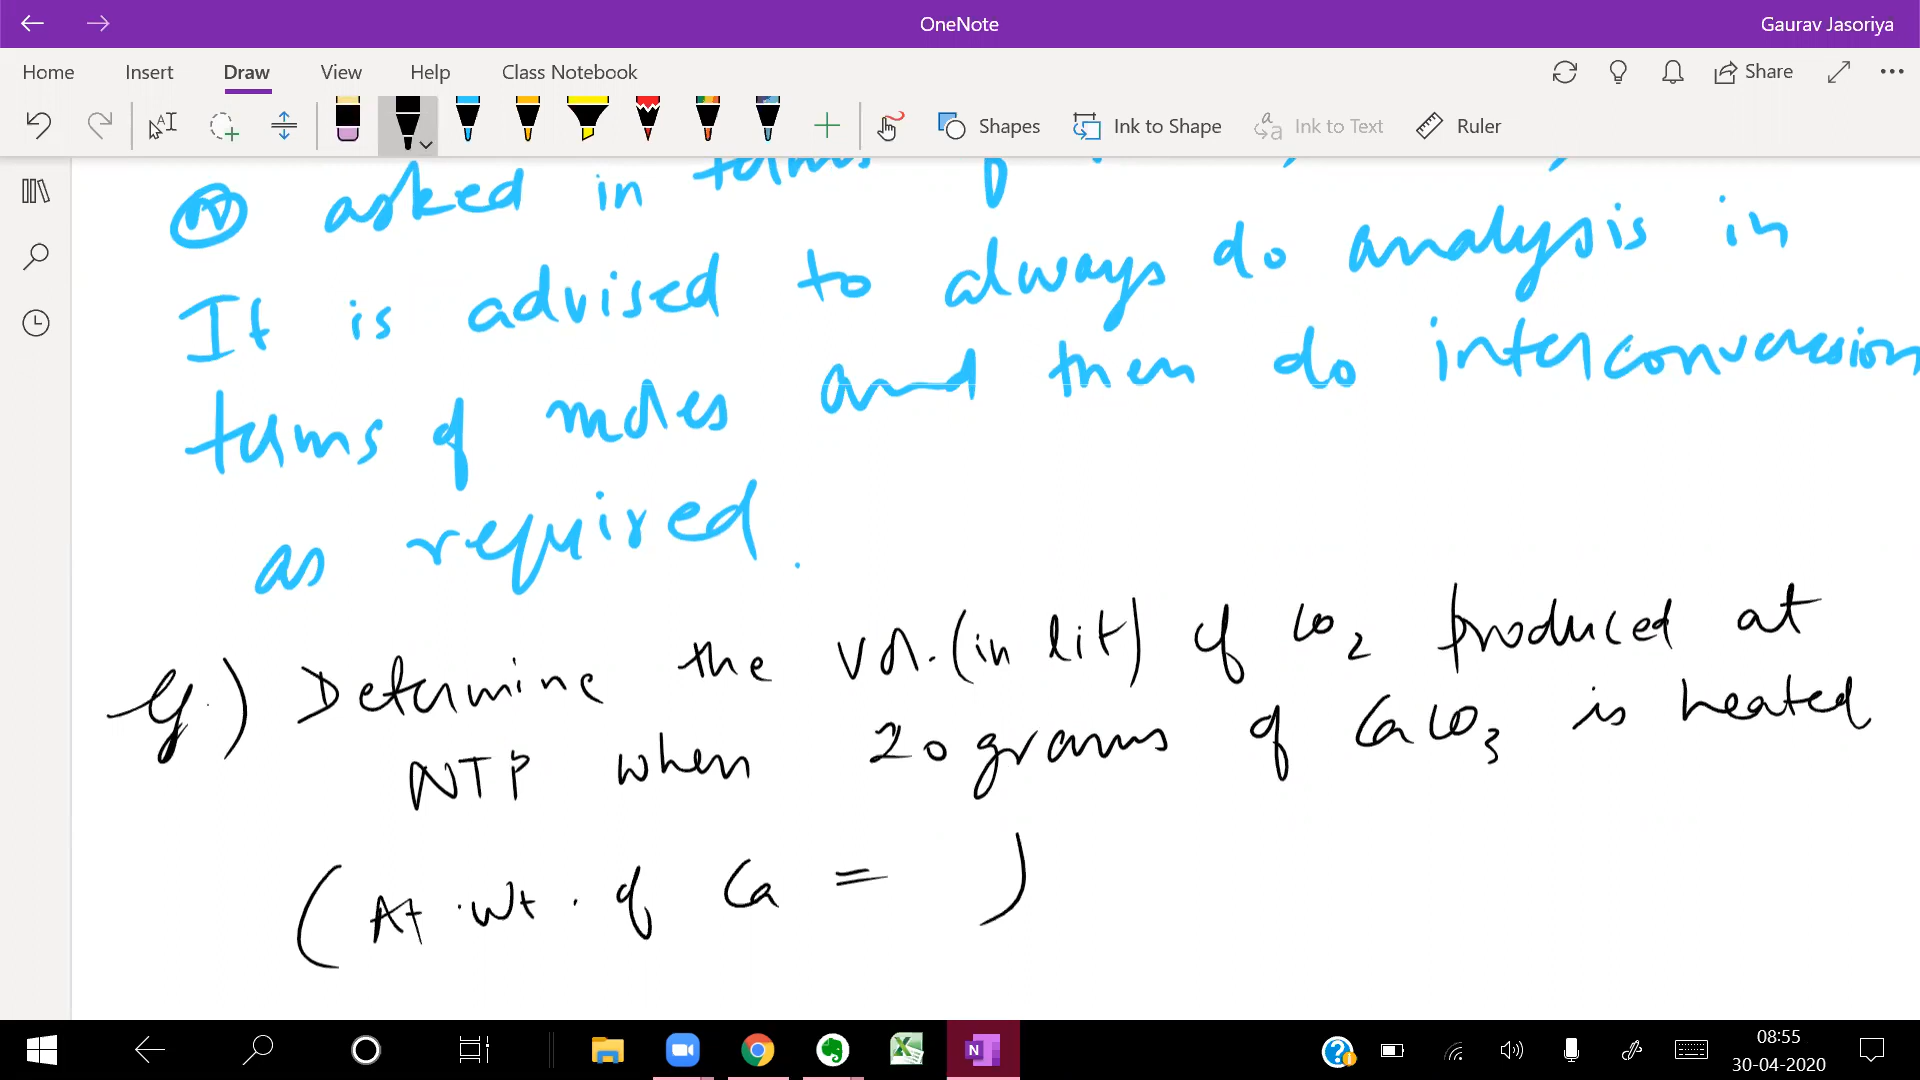 OneNote
Gaurav Jasoriya
Home Insert Draw View Help Class Notebook Share
Shapes Ink to Shape Ink to Text Ruler
asked in terms of
It is advised to always do analysis in
terms of moles and then do interconversion
as required.
eg.) Determine the vol. (in lit) of CO2 produced at
NTP when 20 grams of CaCO3 is heated
(At. Wt. of Ca = )
08:55
30-04-2020